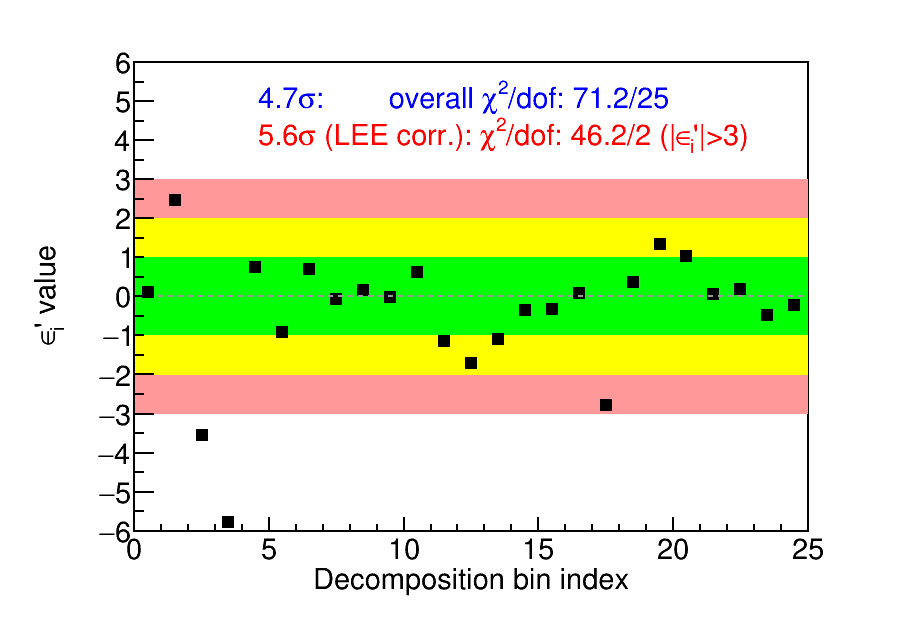 6
5
4
3
2
1
0
−1
−2
−3
−4
−5
−6
4.7σ: overall χ²/dof: 71.2/25
5.6σ (LEE corr.): χ²/dof: 46.2/2 (|ϵᵢ'|>3)
ϵᵢ' value
0 5 10 15 20 25
Decomposition bin index